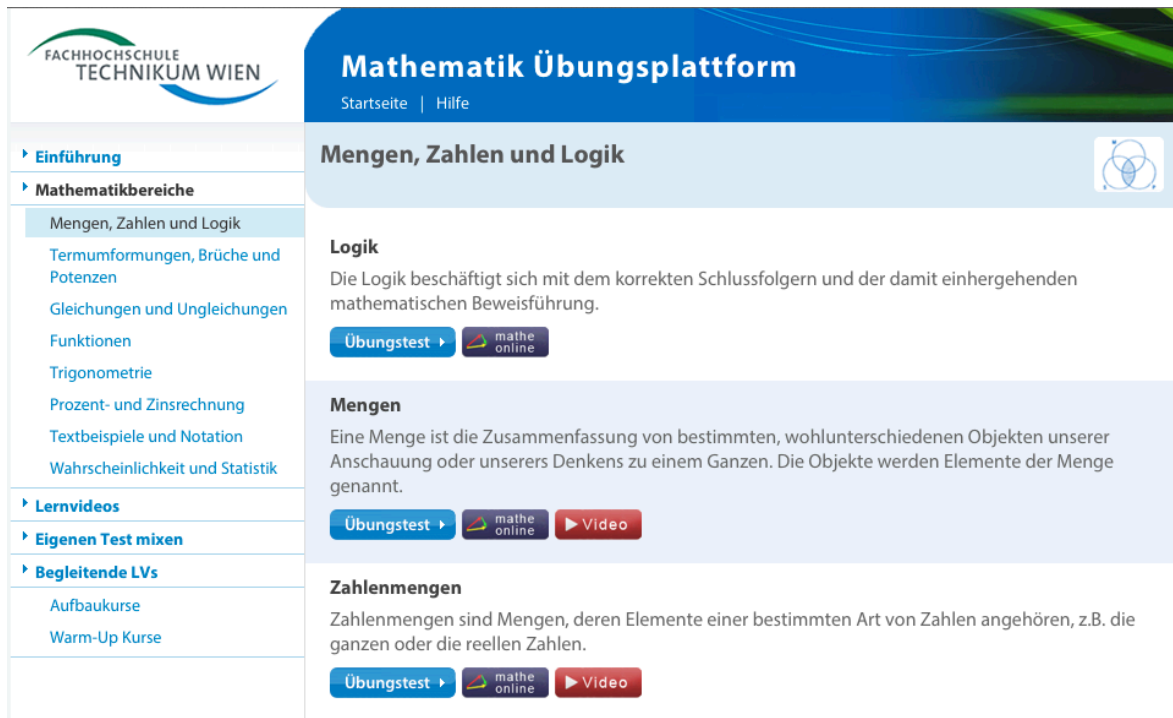 FACHHOCHSCHULE
TECHNIKUM WIEN
Mathematik Übungsplattform
Startseite | Hilfe
Einführung
Mathematikbereiche
Mengen, Zahlen und Logik
Termumformungen, Brüche und
Potenzen
Gleichungen und Ungleichungen
Funktionen
Trigonometrie
Prozent- und Zinsrechnung
Textbeispiele und Notation
Wahrscheinlichkeit und Statistik
Lernvideos
Eigenen Test mixen
Begleitende LVs
Aufbaukurse
Warm-Up Kurse
Mengen, Zahlen und Logik
Logik
Die Logik beschäftigt sich mit dem korrekten Schlussfolgern und der damit einhergehenden
mathematischen Beweisführung.
Übungstest mathe online
Mengen
Eine Menge ist die Zusammenfassung von bestimmten, wohlunterschiedenen Objekten unserer
Anschauung oder unserers Denkens zu einem Ganzen. Die Objekte werden Elemente der Menge
genannt.
Übungstest mathe online Video
Zahlenmengen
Zahlenmengen sind Mengen, deren Elemente einer bestimmten Art von Zahlen angehören, z.B. die
ganzen oder die reellen Zahlen.
Übungstest mathe online Video